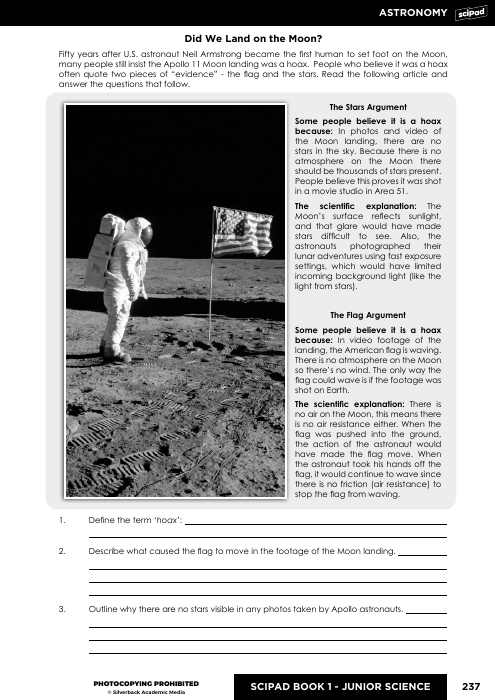 ASTRONOMY
scipad
Did We Land on the Moon?
Fifty years after U.S. astronaut Neil Armstrong became the first human to set foot on the Moon,
many people still insist the Apollo 11 Moon landing was a hoax. People who believe it was a hoax
often quote two pieces of "evidence" - the flag and the stars. Read the following article and
answer the questions that follow.
The Stars Argument
Some people believe it is a hoax
because: In photos and video of
the Moon landing, there are no
stars in the sky. Because there is no
atmosphere on the Moon there
should be thousands of stars present.
People believe this proves it was shot
in a movie studio in Area 51.
The scientific explanation: The
Moon's surface reflects sunlight,
and that glare would have made
stars difficult to see. Also, the
astronauts photographed their
lunar adventures using fast exposure
settings, which would have limited
incoming background light (like the
light from stars).
The Flag Argument
Some people believe it is a hoax
because: In video footage of the
landing, the American flag is waving.
There is no atmosphere on the Moon
so there's no wind. The only way the
flag could wave is if the footage was
shot on Earth.
The scientific explanation: There is
no air on the Moon, this means there
is no air resistance either. When the
flag was pushed into the ground,
the action of the astronaut would
have made the flag move. When
the astronaut took his hands off the
flag, it would continue to wave since
there is no friction (air resistance) to
stop the flag from waving.
1. Define the term 'hoax':
2. Describe what caused the flag to move in the footage of the Moon landing.
3. Outline why there are no stars visible in any photos taken by Apollo astronauts.
PHOTOCOPYING PROHIBITED
© Silverback Academic Media
SCIPAD BOOK 1 - JUNIOR SCIENCE
237